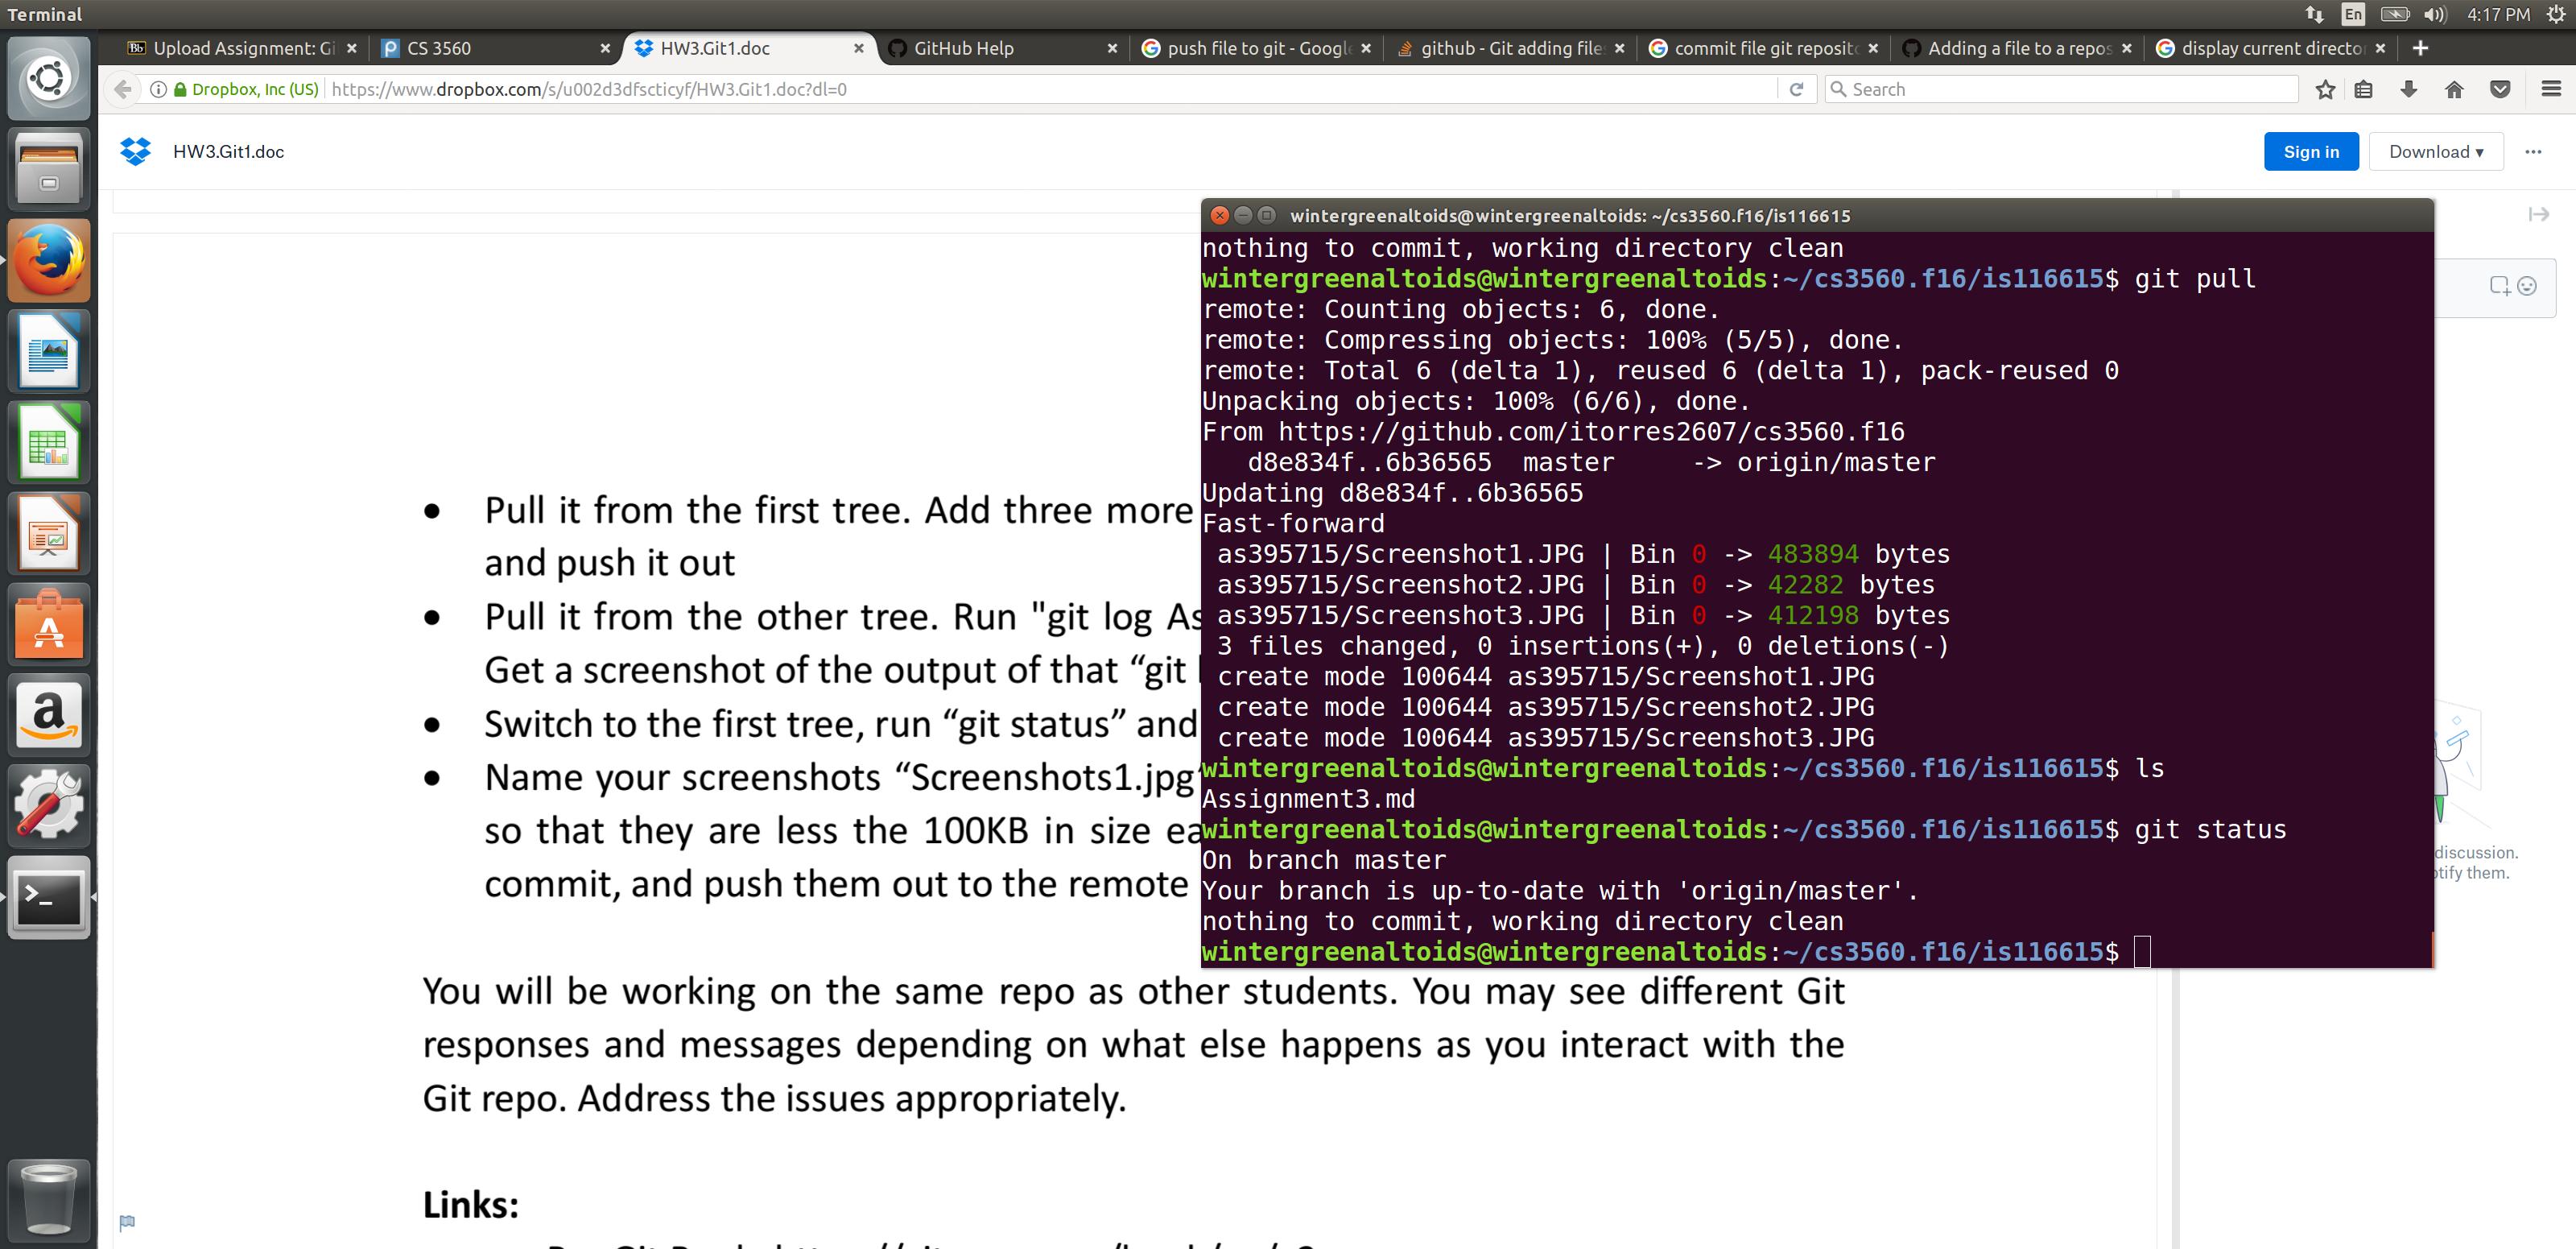 Terminal
En
4:17 PM
Upload Assignment: Gi
CS 3560
HW3.Git1.doc
GitHub Help
push file to git - Google
github - Git adding files
commit file git reposito
Adding a file to a repos
display current director
Dropbox, Inc (US)
https://www.dropbox.com/s/u002d3dfscticyf/HW3.Git1.doc?dl=0
Search
HW3.Git1.doc
Sign in
Download ▾
• Pull it from the first tree. Add three more
and push it out
• Pull it from the other tree. Run "git log As
Get a screenshot of the output of that “git
• Switch to the first tree, run “git status” and
• Name your screenshots “Screenshots1.jpg”
so that they are less the 100KB in size ea
commit, and push them out to the remote
You will be working on the same repo as other students. You may see different Git
responses and messages depending on what else happens as you interact with the
Git repo. Address the issues appropriately.
Links:
wintergreenaltoids@wintergreenaltoids: ~/cs3560.f16/is116615
nothing to commit, working directory clean
wintergreenaltoids@wintergreenaltoids:~/cs3560.f16/is116615$ git pull
remote: Counting objects: 6, done.
remote: Compressing objects: 100% (5/5), done.
remote: Total 6 (delta 1), reused 6 (delta 1), pack-reused 0
Unpacking objects: 100% (6/6), done.
From https://github.com/itorres2607/cs3560.f16
d8e834f..6b36565 master -> origin/master
Updating d8e834f..6b36565
Fast-forward
as395715/Screenshot1.JPG | Bin 0 -> 483894 bytes
as395715/Screenshot2.JPG | Bin 0 -> 42282 bytes
as395715/Screenshot3.JPG | Bin 0 -> 412198 bytes
3 files changed, 0 insertions(+), 0 deletions(-)
create mode 100644 as395715/Screenshot1.JPG
create mode 100644 as395715/Screenshot2.JPG
create mode 100644 as395715/Screenshot3.JPG
wintergreenaltoids@wintergreenaltoids:~/cs3560.f16/is116615$ ls
Assignment3.md
wintergreenaltoids@wintergreenaltoids:~/cs3560.f16/is116615$ git status
On branch master
Your branch is up-to-date with 'origin/master'.
nothing to commit, working directory clean
wintergreenaltoids@wintergreenaltoids:~/cs3560.f16/is116615$
discussion.
otify them.